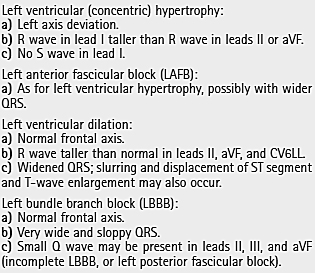 Left ventricular (concentric) hypertrophy:
a) Left axis deviation.
b) R wave in lead I taller than R wave in leads II or aVF.
c) No S wave in lead I.
Left anterior fascicular block (LAFB):
a) As for left ventricular hypertrophy, possibly with wider
QRS.
Left ventricular dilation:
a) Normal frontal axis.
b) R wave taller than normal in leads II, aVF, and CV6LL.
c) Widened QRS; slurring and displacement of ST segment
and T-wave enlargement may also occur.
Left bundle branch block (LBBB):
a) Normal frontal axis.
b) Very wide and sloppy QRS.
c) Small Q wave may be present in leads II, III, and aVF
(incomplete LBBB, or left posterior fascicular block).